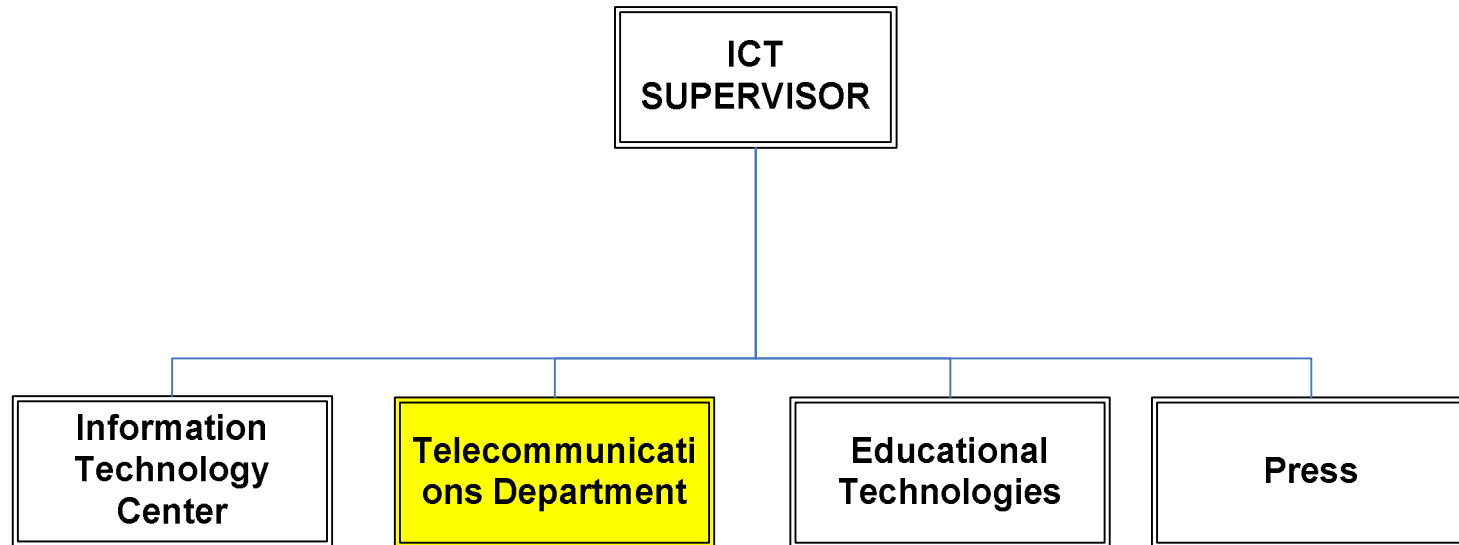 ICT
SUPERVISOR
Information
Technology
Center
Telecommunicati
ons Department
Educational
Technologies
Press